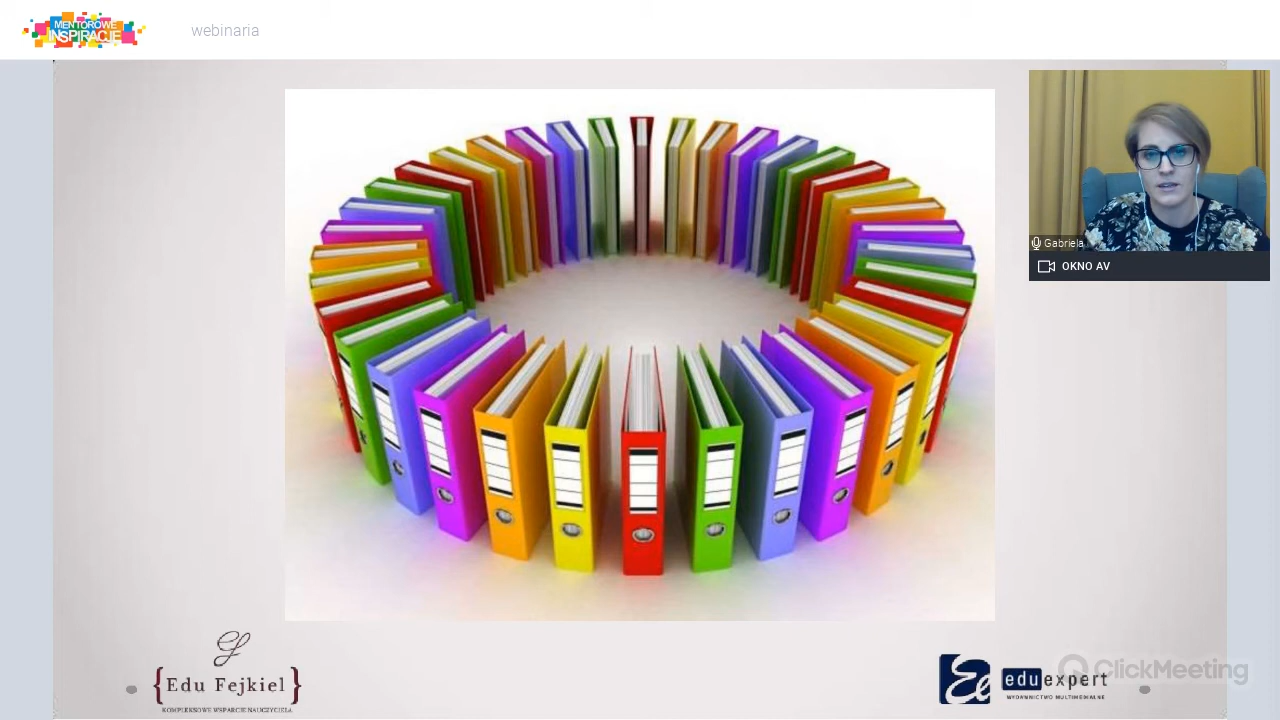 MENTOROWE
INSPIRACJE
webinaria
Gabriela
OKNO AV
Edu Fejkiel
KOMPLEKSOWE WSPARCIE NAUCZYCIELA
eduexpert
WYDAWNICTWO MULTIMEDIALNE
ClickMeeting